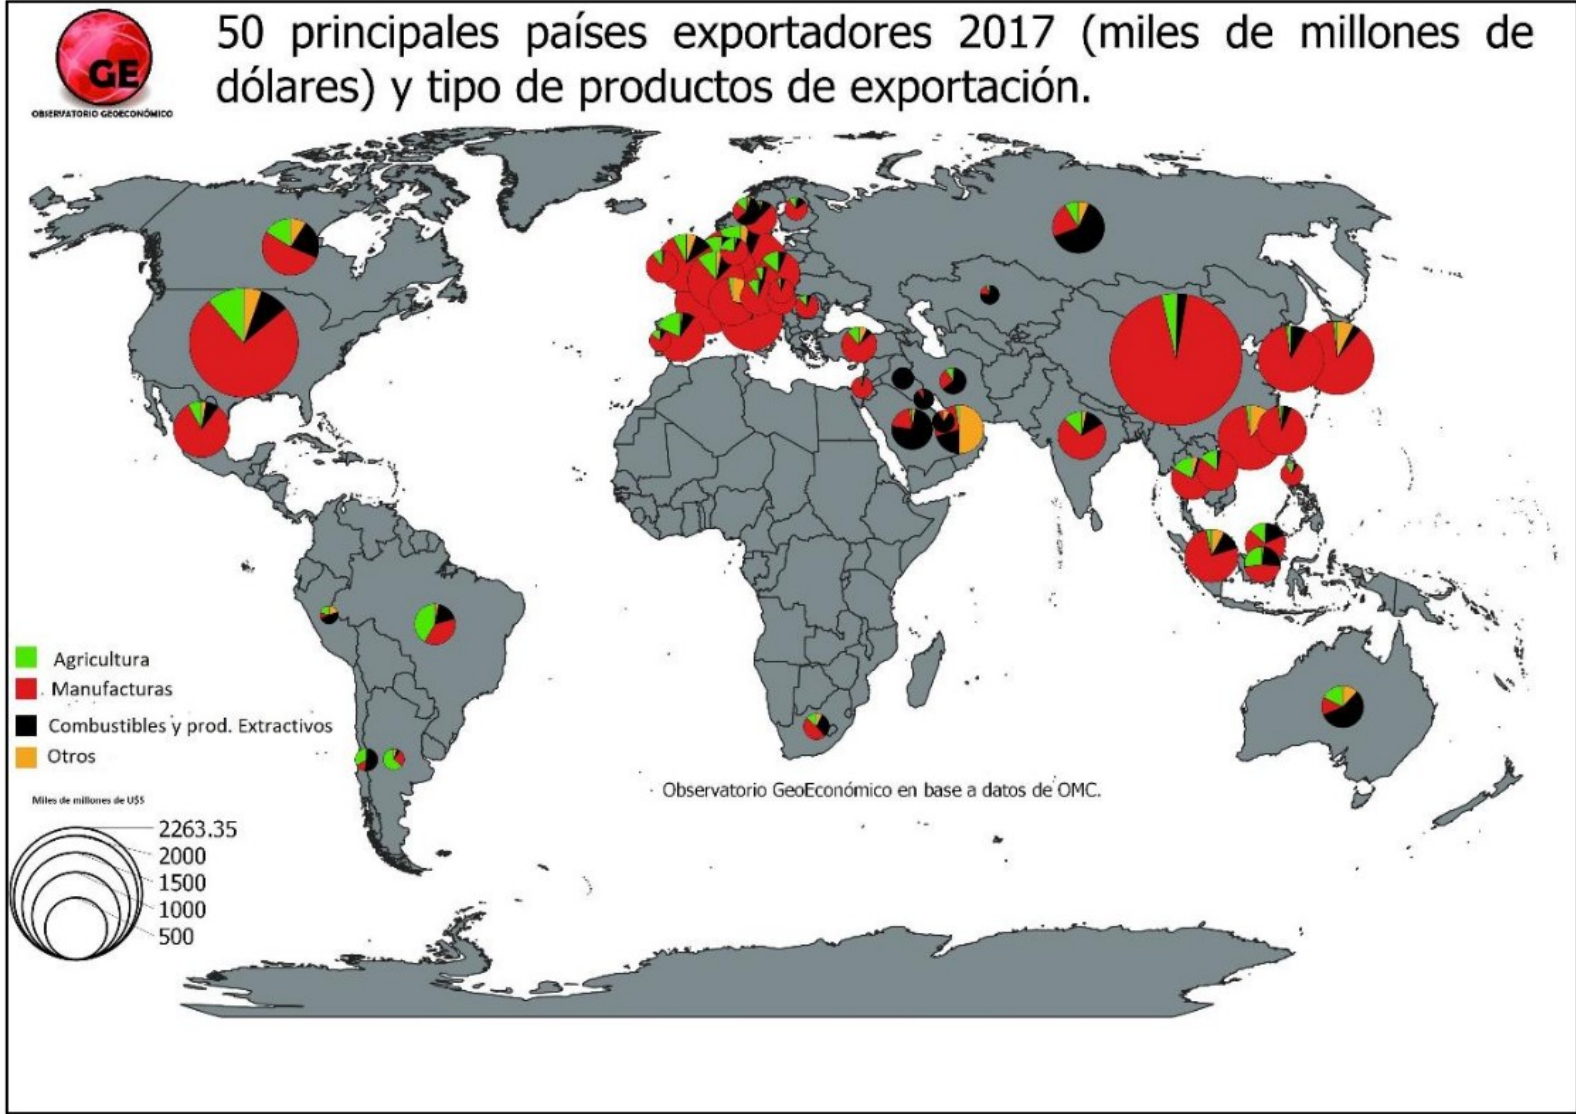 GE
OBSERVATORIO GEOECONÓMICO
50 principales países exportadores 2017 (miles de millones de
dólares) y tipo de productos de exportación.
Agricultura
Manufacturas
Combustibles y prod. Extractivos
Otros
Observatorio GeoEconómico en base a datos de OMC.
Miles de millones de U$S
2263.35
2000
1500
1000
500